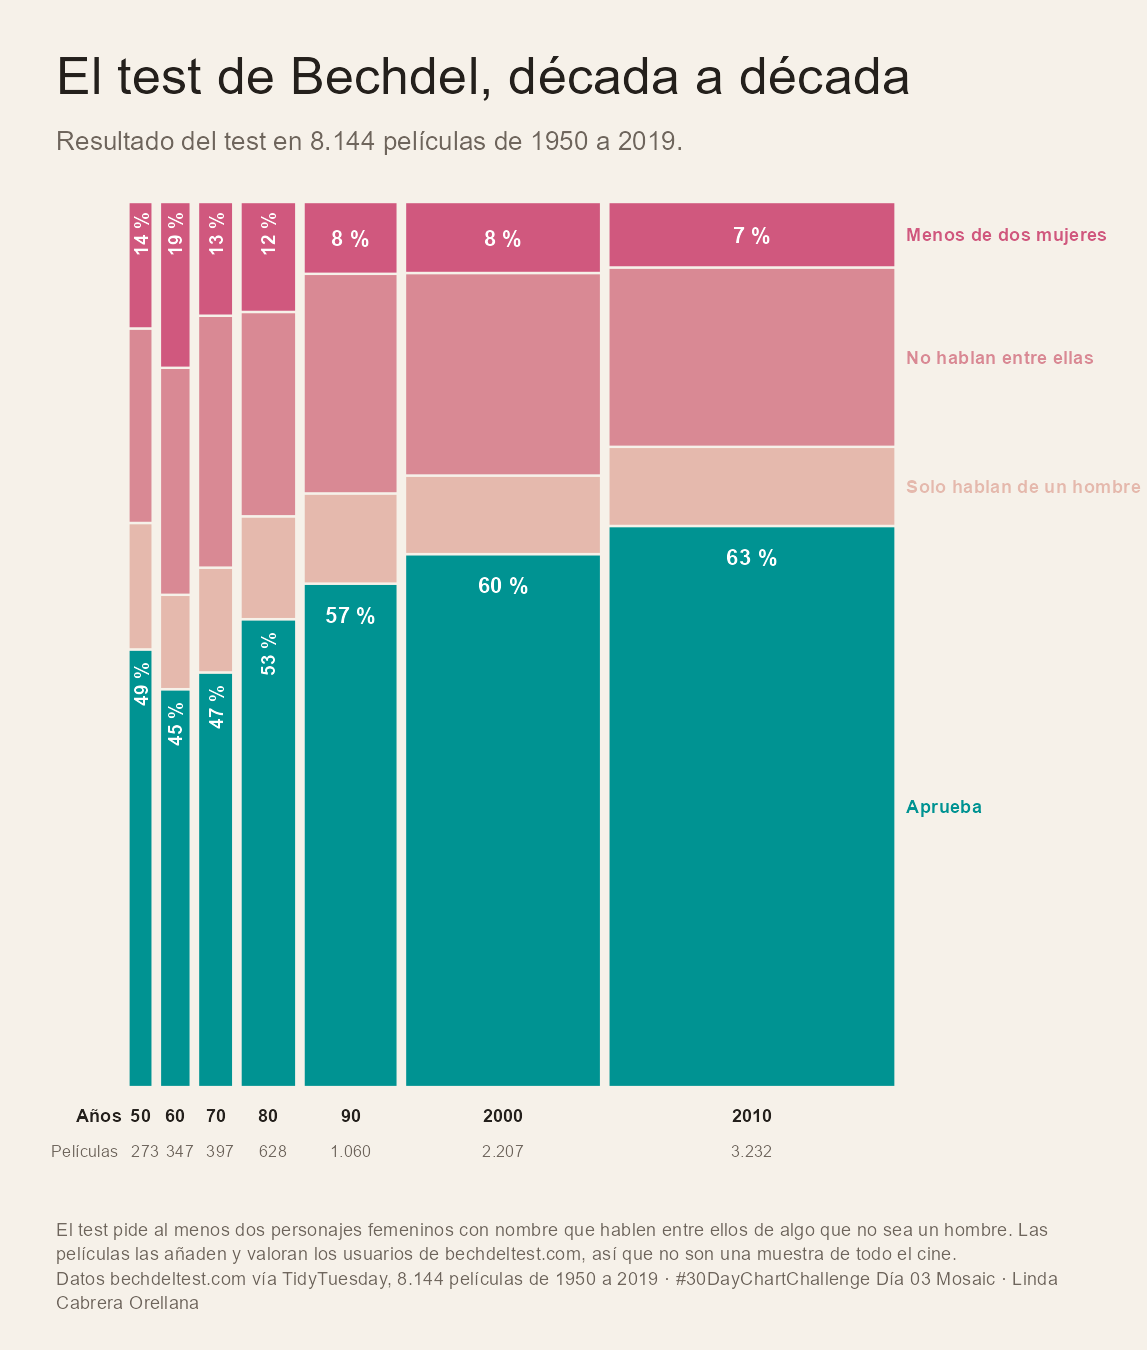 El test de Bechdel, década a década
Resultado del test en 8.144 películas de 1950 a 2019.
14 % 19 % 13 % 12 % 8 % 8 % 7 %
Menos de dos mujeres
No hablan entre ellas
Solo hablan de un hombre
49 % 45 % 47 % 53 % 57 % 60 % 63 %
Aprueba
Años 50 60 70 80 90 2000 2010
Películas 273 347 397 628 1.060 2.207 3.232
El test pide al menos dos personajes femeninos con nombre que hablen entre ellos de algo que no sea un hombre. Las
películas las añaden y valoran los usuarios de bechdeltest.com, así que no son una muestra de todo el cine.
Datos bechdeltest.com vía TidyTuesday, 8.144 películas de 1950 a 2019 · #30DayChartChallenge Día 03 Mosaic · Linda
Cabrera Orellana